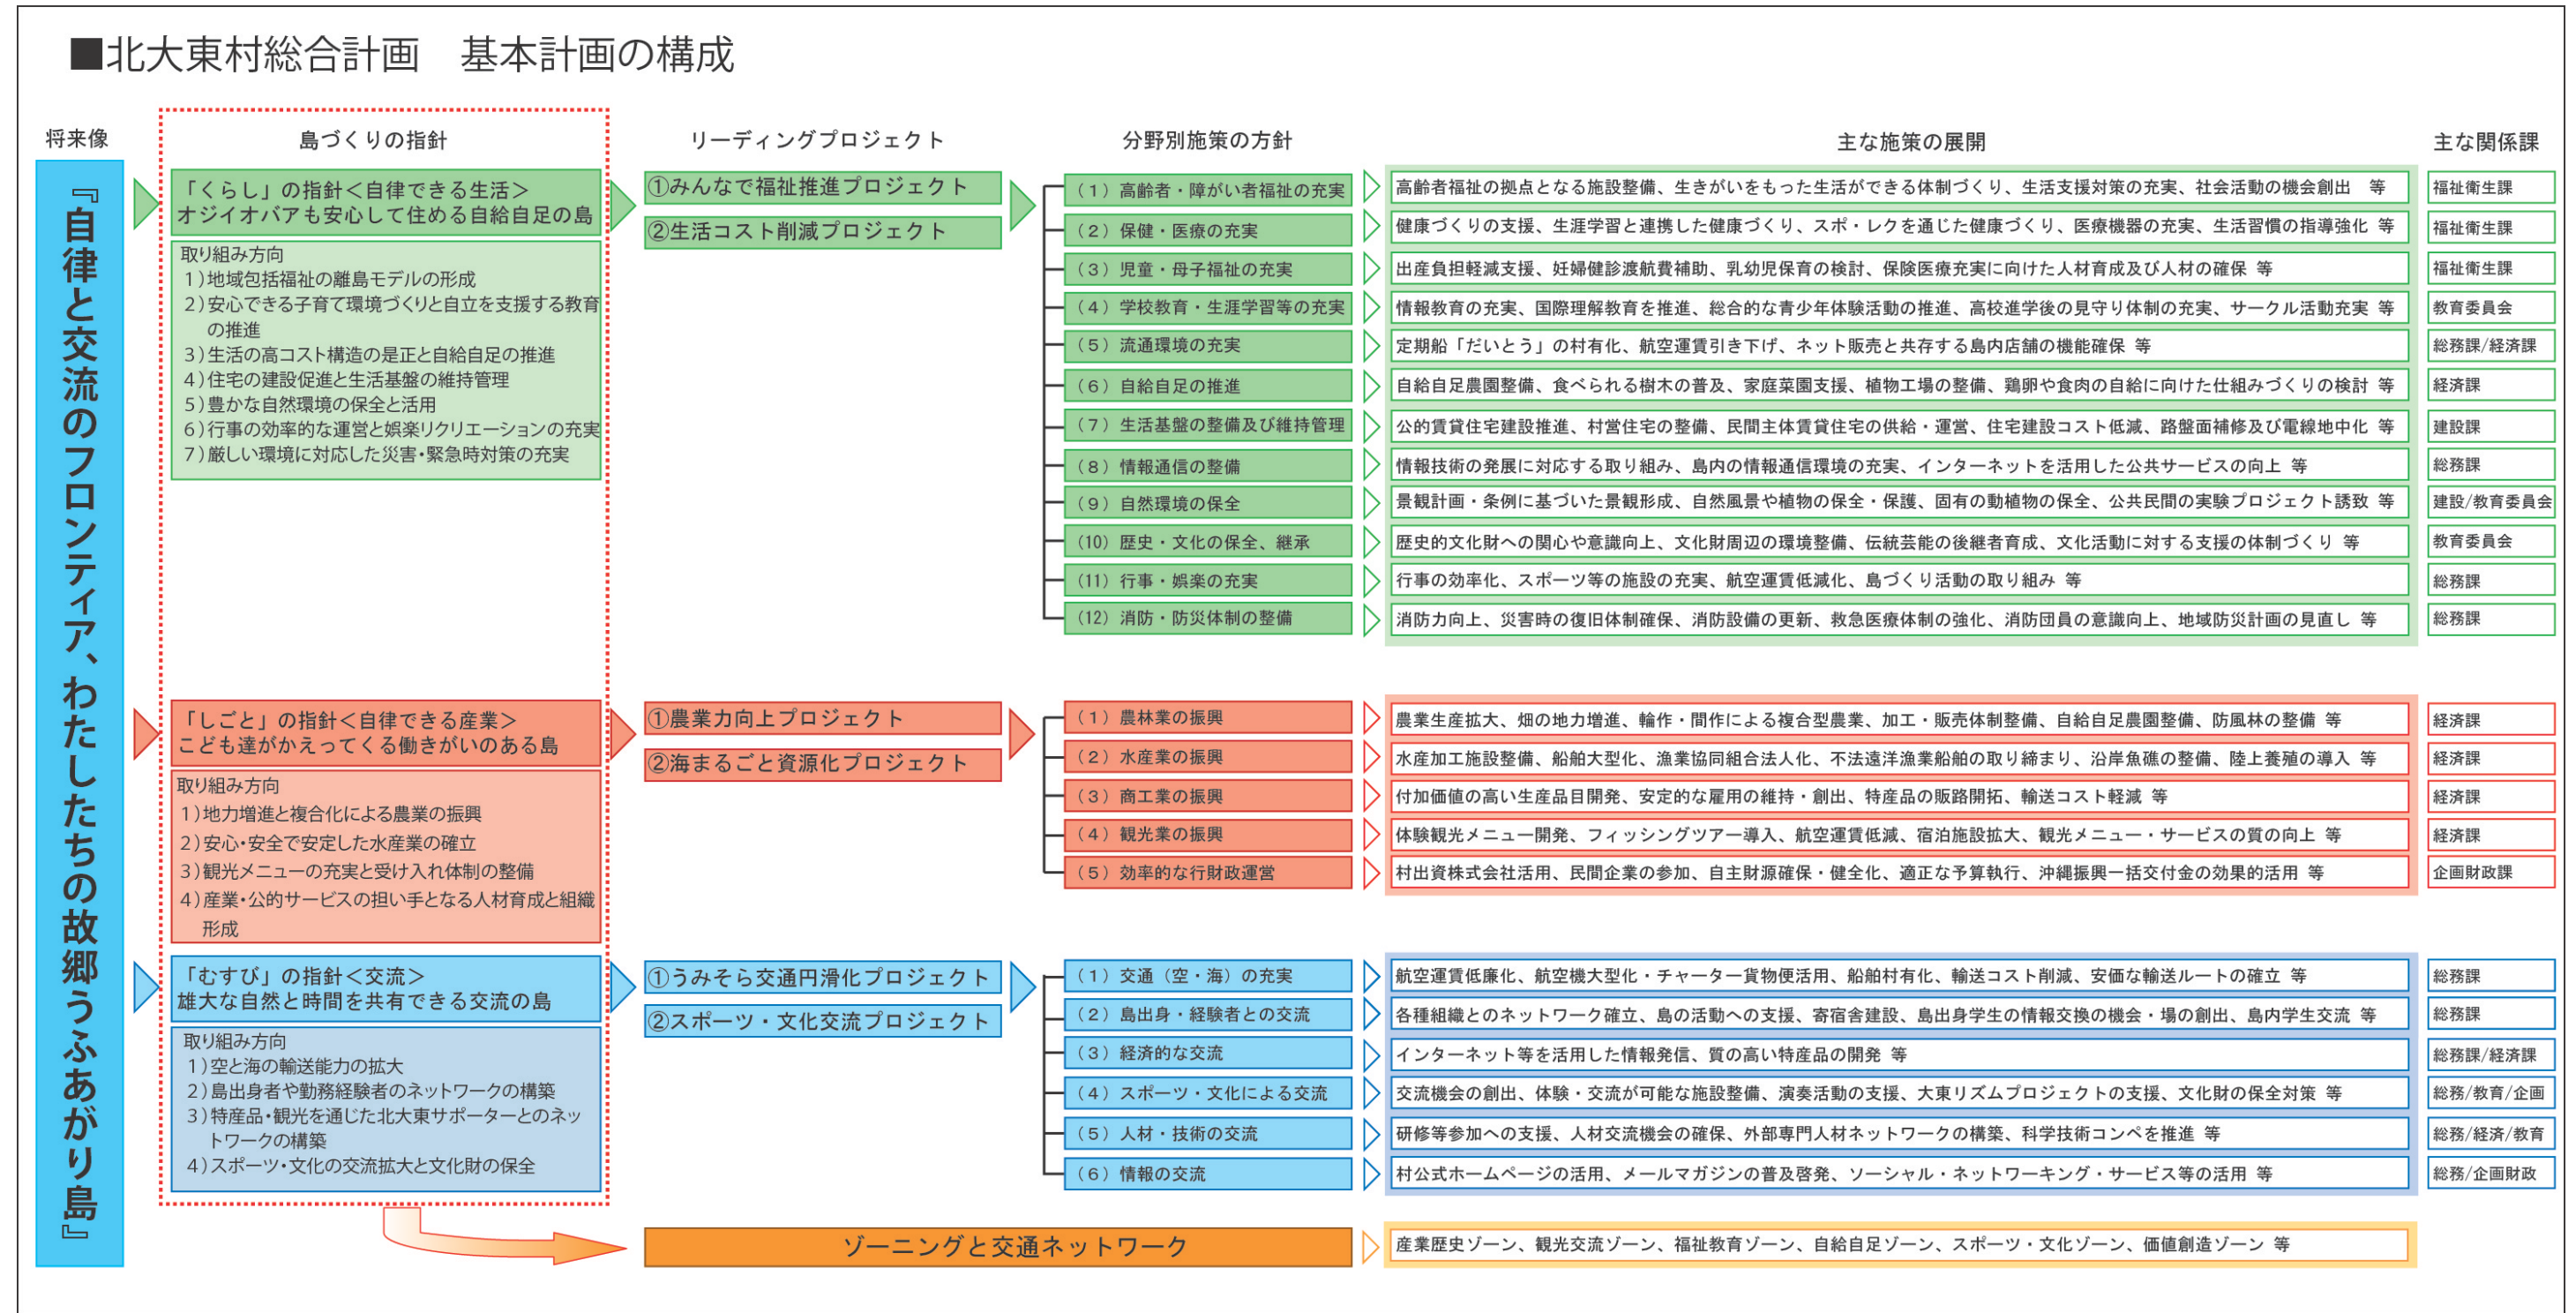 ■北大東村総合計画　基本計画の構成
将来像
島づくりの指針
リーディングプロジェクト
分野別施策の方針
主な施策の展開
主な関係課
『自律と交流のフロンティア、わたしたちの故郷うふあがり島』
「くらし」の指針＜自律できる生活＞
オジイオバアも安心して住める自給自足の島
取り組み方向
1)地域包括福祉の離島モデルの形成
2)安心できる子育て環境づくりと自立を支援する教育
の推進
3)生活の高コスト構造の是正と自給自足の推進
4)住宅の建設促進と生活基盤の維持管理
5)豊かな自然環境の保全と活用
6)行事の効率的な運営と娯楽リクリエーションの充実
7)厳しい環境に対応した災害・緊急時対策の充実
①みんなで福祉推進プロジェクト
②生活コスト削減プロジェクト
（1）高齢者・障がい者福祉の充実
高齢者福祉の拠点となる施設整備、生きがいをもった生活ができる体制づくり、生活支援対策の充実、社会活動の機会創出　等
福祉衛生課
（2）保健・医療の充実
健康づくりの支援、生涯学習と連携した健康づくり、スポ・レクを通じた健康づくり、医療機器の充実、生活習慣の指導強化 等
福祉衛生課
（3）児童・母子福祉の充実
出産負担軽減支援、妊婦健診渡航費補助、乳幼児保育の検討、保険医療充実に向けた人材育成及び人材の確保 等
福祉衛生課
（4）学校教育・生涯学習等の充実
情報教育の充実、国際理解教育を推進、総合的な青少年体験活動の推進、高校進学後の見守り体制の充実、サークル活動充実 等
教育委員会
（5）流通環境の充実
定期船「だいとう」の村有化、航空運賃引き下げ、ネット販売と共存する島内店舗の機能確保 等
総務課/経済課
（6）自給自足の推進
自給自足農園整備、食べられる樹木の普及、家庭菜園支援、植物工場の整備、鶏卵や食肉の自給に向けた仕組みづくりの検討 等
経済課
（7）生活基盤の整備及び維持管理
公的賃貸住宅建設推進、村営住宅の整備、民間主体賃貸住宅の供給・運営、住宅建設コスト低減、路盤面補修及び電線地中化 等
建設課
（8）情報通信の整備
情報技術の発展に対応する取り組み、島内の情報通信環境の充実、インターネットを活用した公共サービスの向上 等
総務課
（9）自然環境の保全
景観計画・条例に基づいた景観形成、自然風景や植物の保全・保護、固有の動植物の保全、公共民間の実験プロジェクト誘致 等
建設/教育委員会
（10）歴史・文化の保全、継承
歴史的文化財への関心や意識向上、文化財周辺の環境整備、伝統芸能の後継者育成、文化活動に対する支援の体制づくり 等
教育委員会
（11）行事・娯楽の充実
行事の効率化、スポーツ等の施設の充実、航空運賃低減化、島づくり活動の取り組み 等
総務課
（12）消防・防災体制の整備
消防力向上、災害時の復旧体制確保、消防設備の更新、救急医療体制の強化、消防団員の意識向上、地域防災計画の見直し 等
総務課
「しごと」の指針＜自律できる産業＞
こども達がかえってくる働きがいのある島
取り組み方向
1)地力増進と複合化による農業の振興
2)安心・安全で安定した水産業の確立
3)観光メニューの充実と受け入れ体制の整備
4)産業・公的サービスの担い手となる人材育成と組織
形成
①農業力向上プロジェクト
②海まるごと資源化プロジェクト
（1）農林業の振興
農業生産拡大、畑の地力増進、輪作・間作による複合型農業、加工・販売体制整備、自給自足農園整備、防風林の整備 等
経済課
（2）水産業の振興
水産加工施設整備、船舶大型化、漁業協同組合法人化、不法遠洋漁業船舶の取り締まり、沿岸魚礁の整備、陸上養殖の導入 等
経済課
（3）商工業の振興
付加価値の高い生産品目開発、安定的な雇用の維持・創出、特産品の販路開拓、輸送コスト軽減 等
経済課
（4）観光業の振興
体験観光メニュー開発、フィッシングツアー導入、航空運賃低減、宿泊施設拡大、観光メニュー・サービスの質の向上 等
経済課
（5）効率的な行財政運営
村出資株式会社活用、民間企業の参加、自主財源確保・健全化、適正な予算執行、沖縄振興一括交付金の効果的活用 等
企画財政課
「むすび」の指針＜交流＞
雄大な自然と時間を共有できる交流の島
取り組み方向
1)空と海の輸送能力の拡大
2)島出身者や勤務経験者のネットワークの構築
3)特産品・観光を通じた北大東サポーターとのネッ
トワークの構築
4)スポーツ・文化の交流拡大と文化財の保全
①うみそら交通円滑化プロジェクト
②スポーツ・文化交流プロジェクト
（1）交通（空・海）の充実
航空運賃低廉化、航空機大型化・チャーター貨物便活用、船舶村有化、輸送コスト削減、安価な輸送ルートの確立 等
総務課
（2）島出身・経験者との交流
各種組織とのネットワーク確立、島の活動への支援、寄宿舎建設、島出身学生の情報交換の機会・場の創出、島内学生交流 等
総務課
（3）経済的な交流
インターネット等を活用した情報発信、質の高い特産品の開発 等
総務課/経済課
（4）スポーツ・文化による交流
交流機会の創出、体験・交流が可能な施設整備、演奏活動の支援、大東リズムプロジェクトの支援、文化財の保全対策 等
総務/教育/企画
（5）人材・技術の交流
研修等参加への支援、人材交流機会の確保、外部専門人材ネットワークの構築、科学技術コンペを推進 等
総務/経済/教育
（6）情報の交流
村公式ホームページの活用、メールマガジンの普及啓発、ソーシャル・ネットワーキング・サービス等の活用 等
総務/企画財政
ゾーニングと交通ネットワーク
産業歴史ゾーン、観光交流ゾーン、福祉教育ゾーン、自給自足ゾーン、スポーツ・文化ゾーン、価値創造ゾーン 等